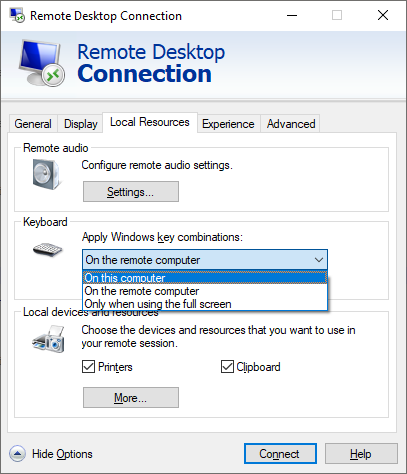 Remote Desktop Connection
Remote Desktop
Connection
General Display Local Resources Experience Advanced
Remote audio
Configure remote audio settings.
Settings...
Keyboard
Apply Windows key combinations:
On the remote computer
On this computer
On the remote computer
Only when using the full screen
Local devices and resources
Choose the devices and resources that you want to use in
your remote session.
Printers Clipboard
More...
Hide Options Connect Help